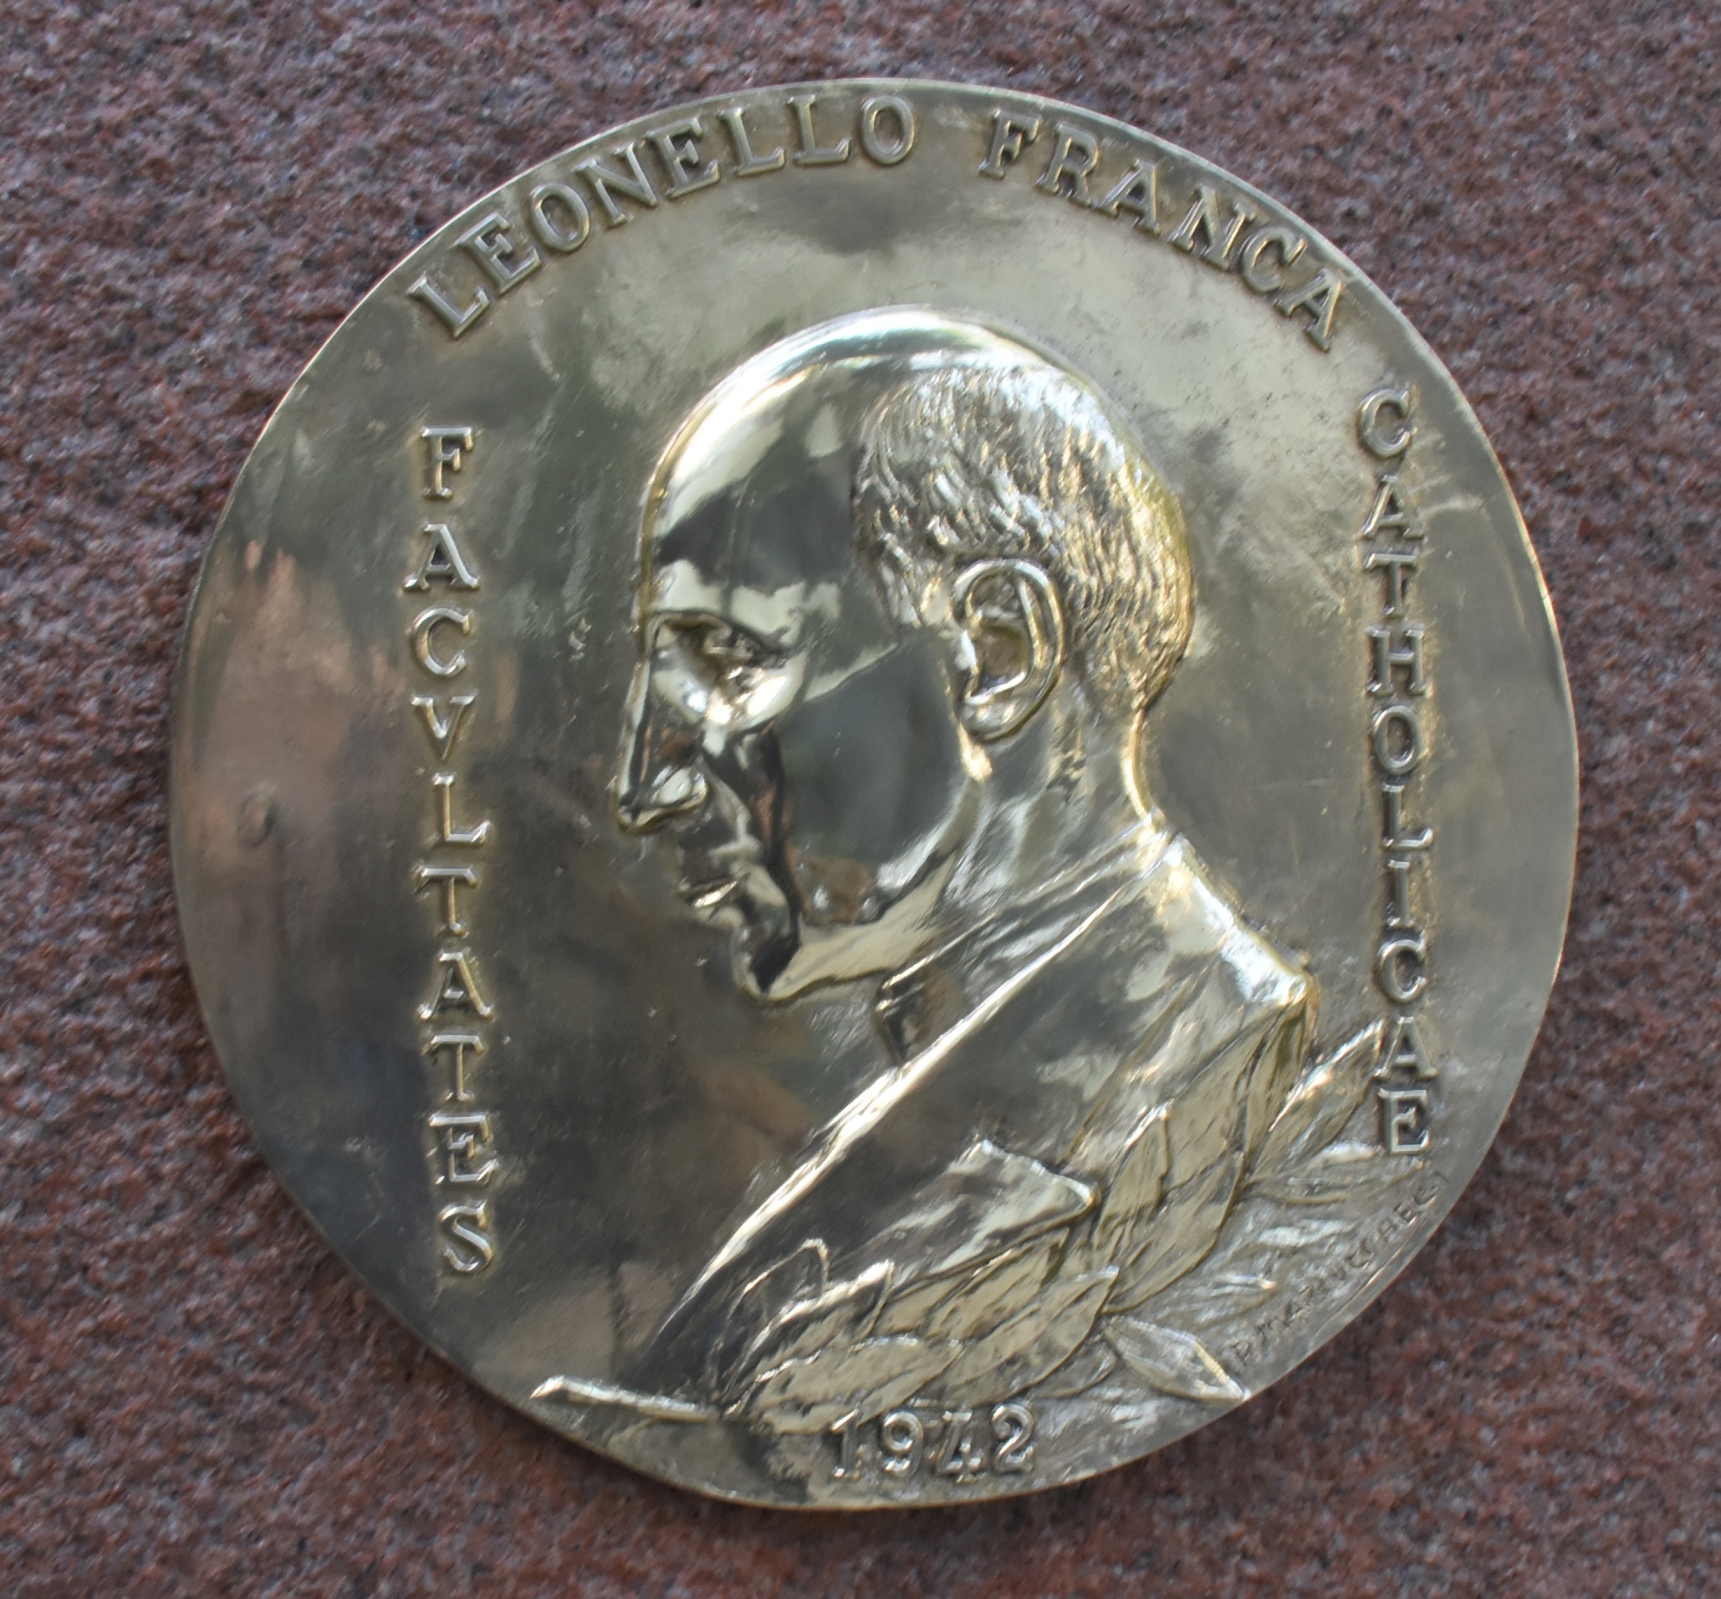 LEONELLO FRANCA
FACVLTATES
CATHOLICAE
1942